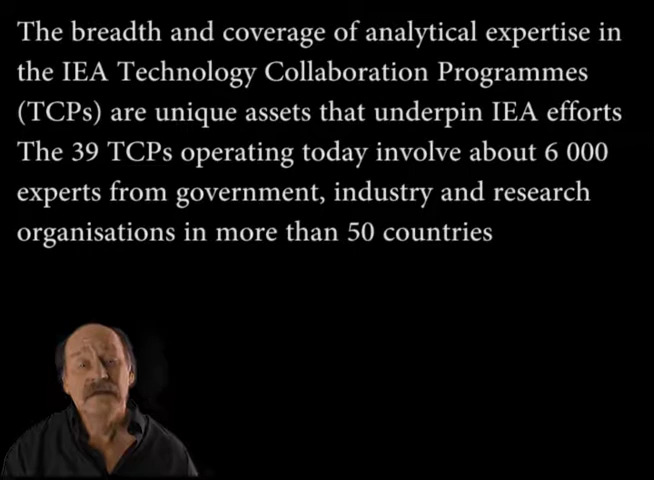 The breadth and coverage of analytical expertise in
the IEA Technology Collaboration Programmes
(TCPs) are unique assets that underpin IEA efforts
The 39 TCPs operating today involve about 6 000
experts from government, industry and research
organisations in more than 50 countries